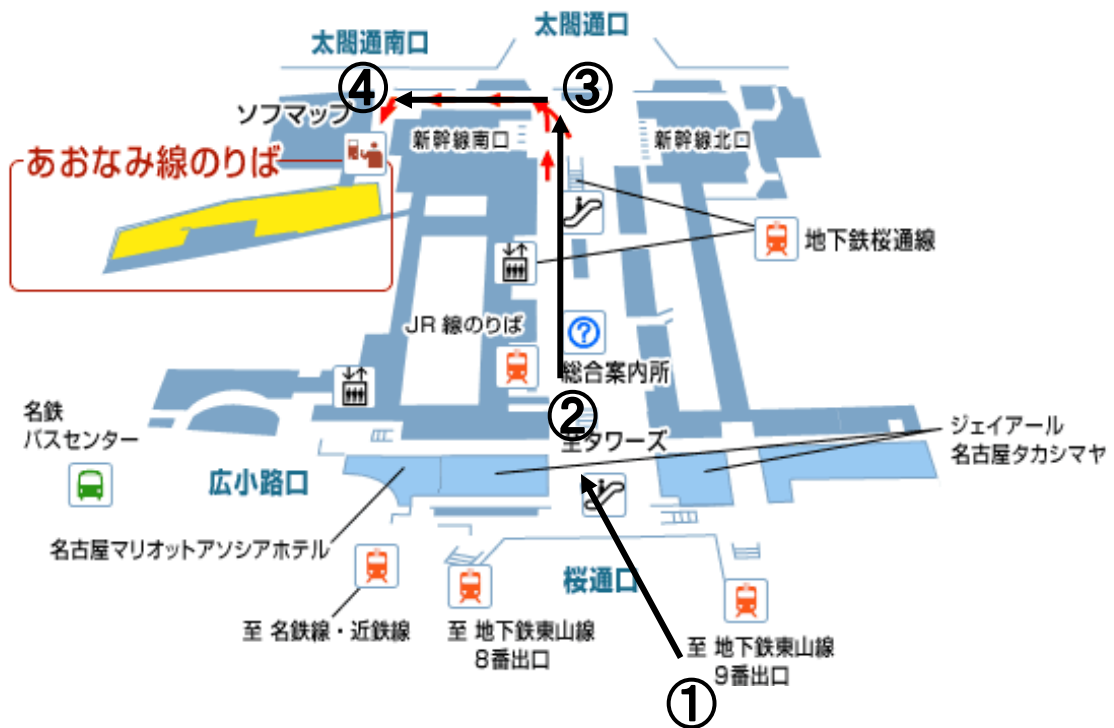 太閤通口
太閤通南口
④
③
ソフマップ
新幹線南口
新幹線北口
あおなみ線のりば
地下鉄桜通線
JR 線のりば
?
総合案内所
②
名鉄
バスセンター
タワーズ
ジェイアール
名古屋タカシマヤ
広小路口
名古屋マリオットアソシアホテル
桜通口
至 名鉄線・近鉄線
至 地下鉄東山線
8番出口
至 地下鉄東山線
9番出口
①